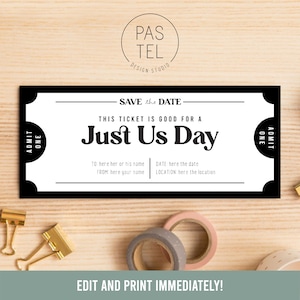 PAS
TEL
DESIGN STUDIO
SAVE the DATE
THIS TICKET IS GOOD FOR A
Just Us Day
ADMIT ONE
ADMIT ONE
TO: here her or his name
FROM: here your name
DATE: here the date
LOCATION: here the location
EDIT AND PRINT IMMEDIATELY!